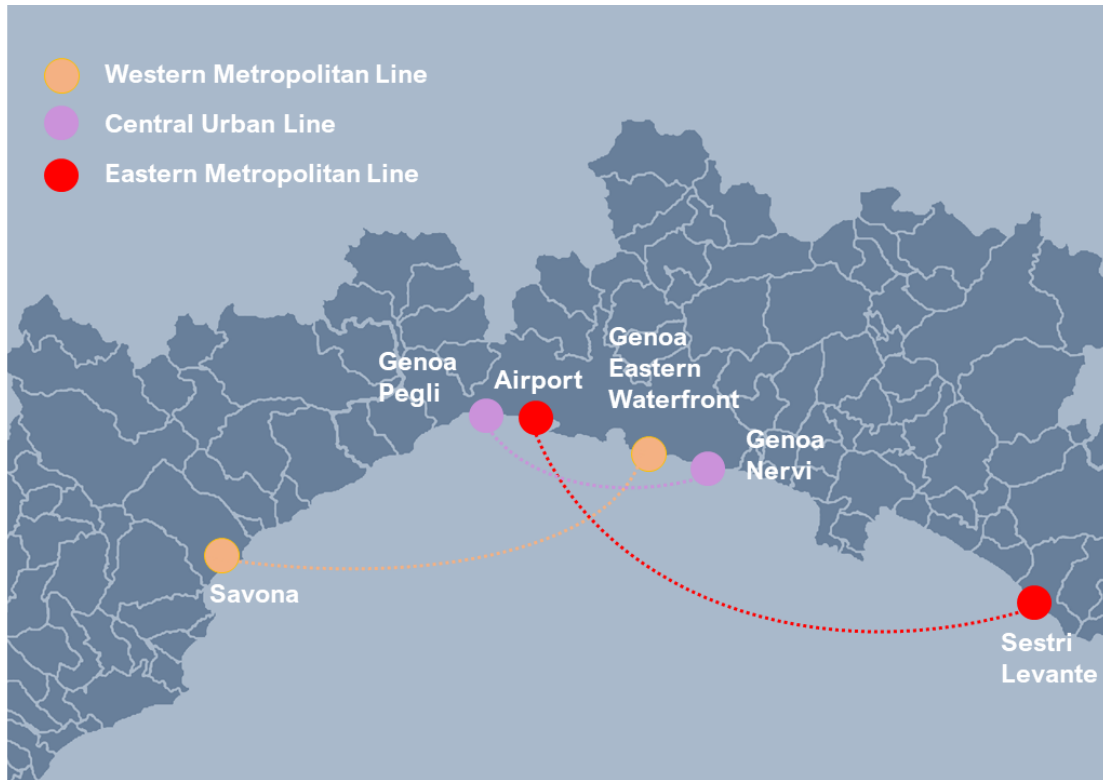 Western Metropolitan Line
Central Urban Line
Eastern Metropolitan Line
Genoa
Pegli
Airport
Genoa
Eastern
Waterfront
Genoa
Nervi
Savona
Sestri
Levante